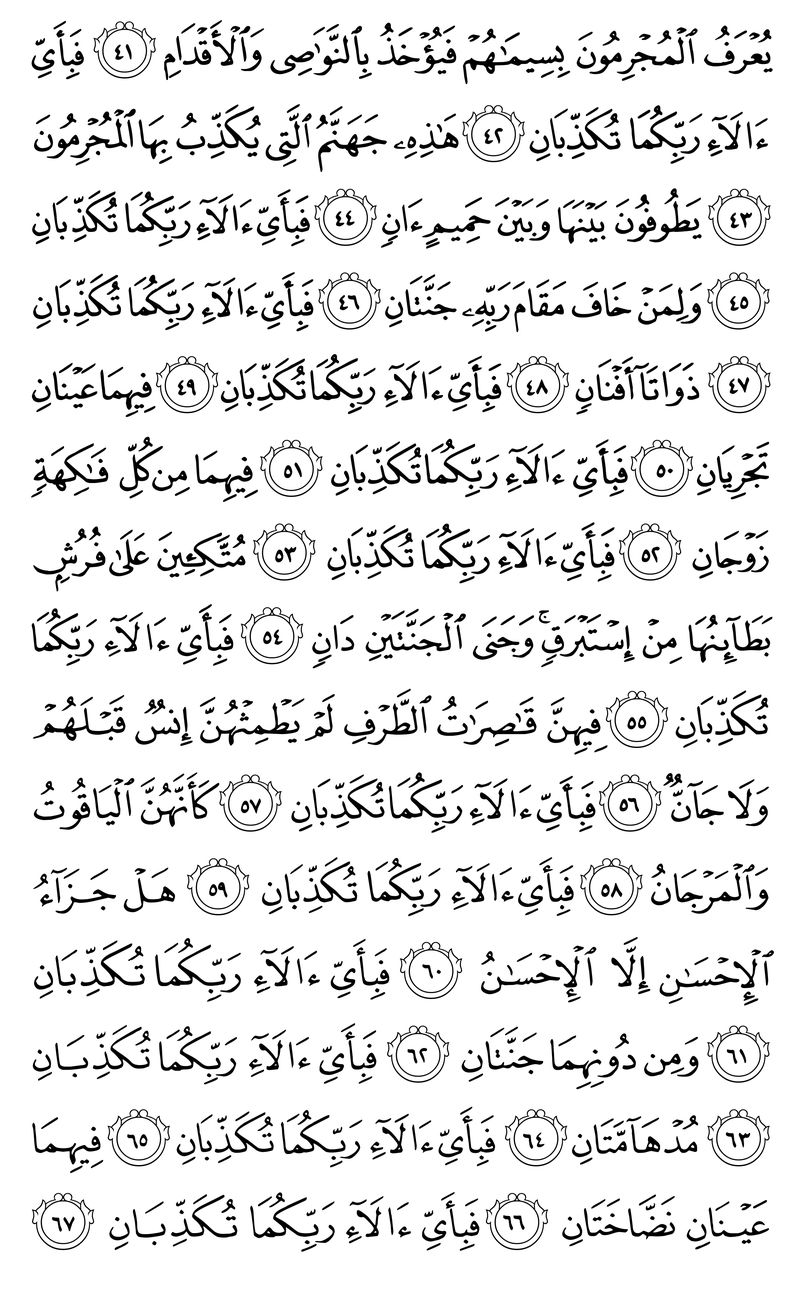 يُعْرَفُ ٱلْمُجْرِمُونَ بِسِيمَٰهُمْ فَيُؤْخَذُ بِٱلنَّوَٰصِى وَٱلْأَقْدَامِ ٤١ فَبِأَىِّ
ءَالَآءِ رَبِّكُمَا تُكَذِّبَانِ ٤٢ هَٰذِهِۦ جَهَنَّمُ ٱلَّتِى يُكَذِّبُ بِهَا ٱلْمُجْرِمُونَ
٤٣ يَطُوفُونَ بَيْنَهَا وَبَيْنَ حَمِيمٍ ءَانٍ ٤٤ فَبِأَىِّ ءَالَآءِ رَبِّكُمَا تُكَذِّبَانِ
٤٥ وَلِمَنْ خَافَ مَقَامَ رَبِّهِۦ جَنَّتَانِ ٤٦ فَبِأَىِّ ءَالَآءِ رَبِّكُمَا تُكَذِّبَانِ
٤٧ ذَوَاتَآ أَفْنَانٍ ٤٨ فَبِأَىِّ ءَالَآءِ رَبِّكُمَا تُكَذِّبَانِ ٤٩ فِيهِمَا عَيْنَانِ
تَجْرِيَانِ ٥٠ فَبِأَىِّ ءَالَآءِ رَبِّكُمَا تُكَذِّبَانِ ٥١ فِيهِمَا مِن كُلِّ فَٰكِهَةٍ
زَوْجَانِ ٥٢ فَبِأَىِّ ءَالَآءِ رَبِّكُمَا تُكَذِّبَانِ ٥٣ مُتَّكِـِٔينَ عَلَىٰ فُرُشٍۭ
بَطَآئِنُهَا مِنْ إِسْتَبْرَقٍ ۚ وَجَنَى ٱلْجَنَّتَيْنِ دَانٍ ٥٤ فَبِأَىِّ ءَالَآءِ رَبِّكُمَا
تُكَذِّبَانِ ٥٥ فِيهِنَّ قَٰصِرَٰتُ ٱلطَّرْفِ لَمْ يَطْمِثْهُنَّ إِنسٌ قَبْلَهُمْ
وَلَا جَآنٌّ ٥٦ فَبِأَىِّ ءَالَآءِ رَبِّكُمَا تُكَذِّبَانِ ٥٧ كَأَنَّهُنَّ ٱلْيَاقُوتُ
وَٱلْمَرْجَانُ ٥٨ فَبِأَىِّ ءَالَآءِ رَبِّكُمَا تُكَذِّبَانِ ٥٩ هَلْ جَزَآءُ
ٱلْإِحْسَٰنِ إِلَّا ٱلْإِحْسَٰنُ ٦٠ فَبِأَىِّ ءَالَآءِ رَبِّكُمَا تُكَذِّبَانِ
٦١ وَمِن دُونِهِمَا جَنَّتَانِ ٦٢ فَبِأَىِّ ءَالَآءِ رَبِّكُمَا تُكَذِّبَانِ
٦٣ مُدْهَآمَّتَانِ ٦٤ فَبِأَىِّ ءَالَآءِ رَبِّكُمَا تُكَذِّبَانِ ٦٥ فِيهِمَا
عَيْنَانِ نَضَّاخَتَانِ ٦٦ فَبِأَىِّ ءَالَآءِ رَبِّكُمَا تُكَذِّبَانِ ٦٧